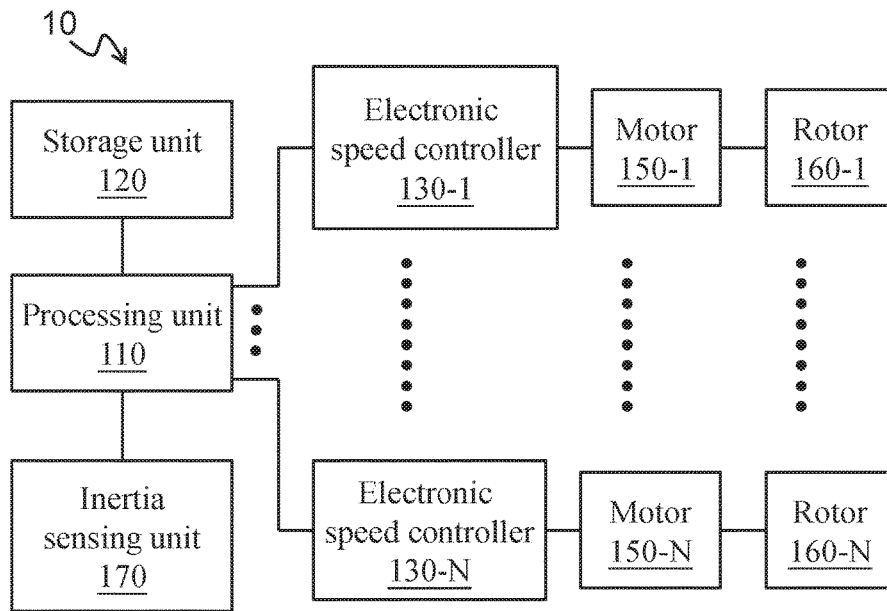 10
Storage unit
120
Processing unit
110
Inertia
sensing unit
170
Electronic
speed controller
130-1
Motor
150-1
Rotor
160-1
Electronic
speed controller
130-N
Motor
150-N
Rotor
160-N